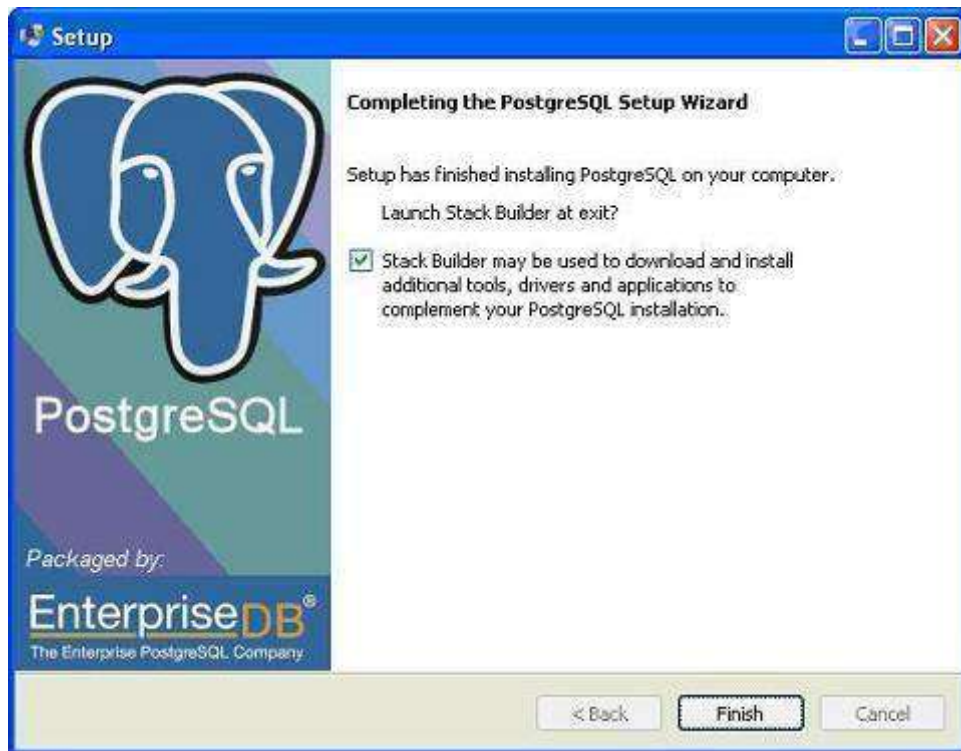 Setup
Completing the PostgreSQL Setup Wizard
Setup has finished installing PostgreSQL on your computer.
Launch Stack Builder at exit?
Stack Builder may be used to download and install
additional tools, drivers and applications to
complement your PostgreSQL installation.
PostgreSQL
Packaged by:
EnterpriseDB®
The Enterprise PostgreSQL Company
< Back
Finish
Cancel